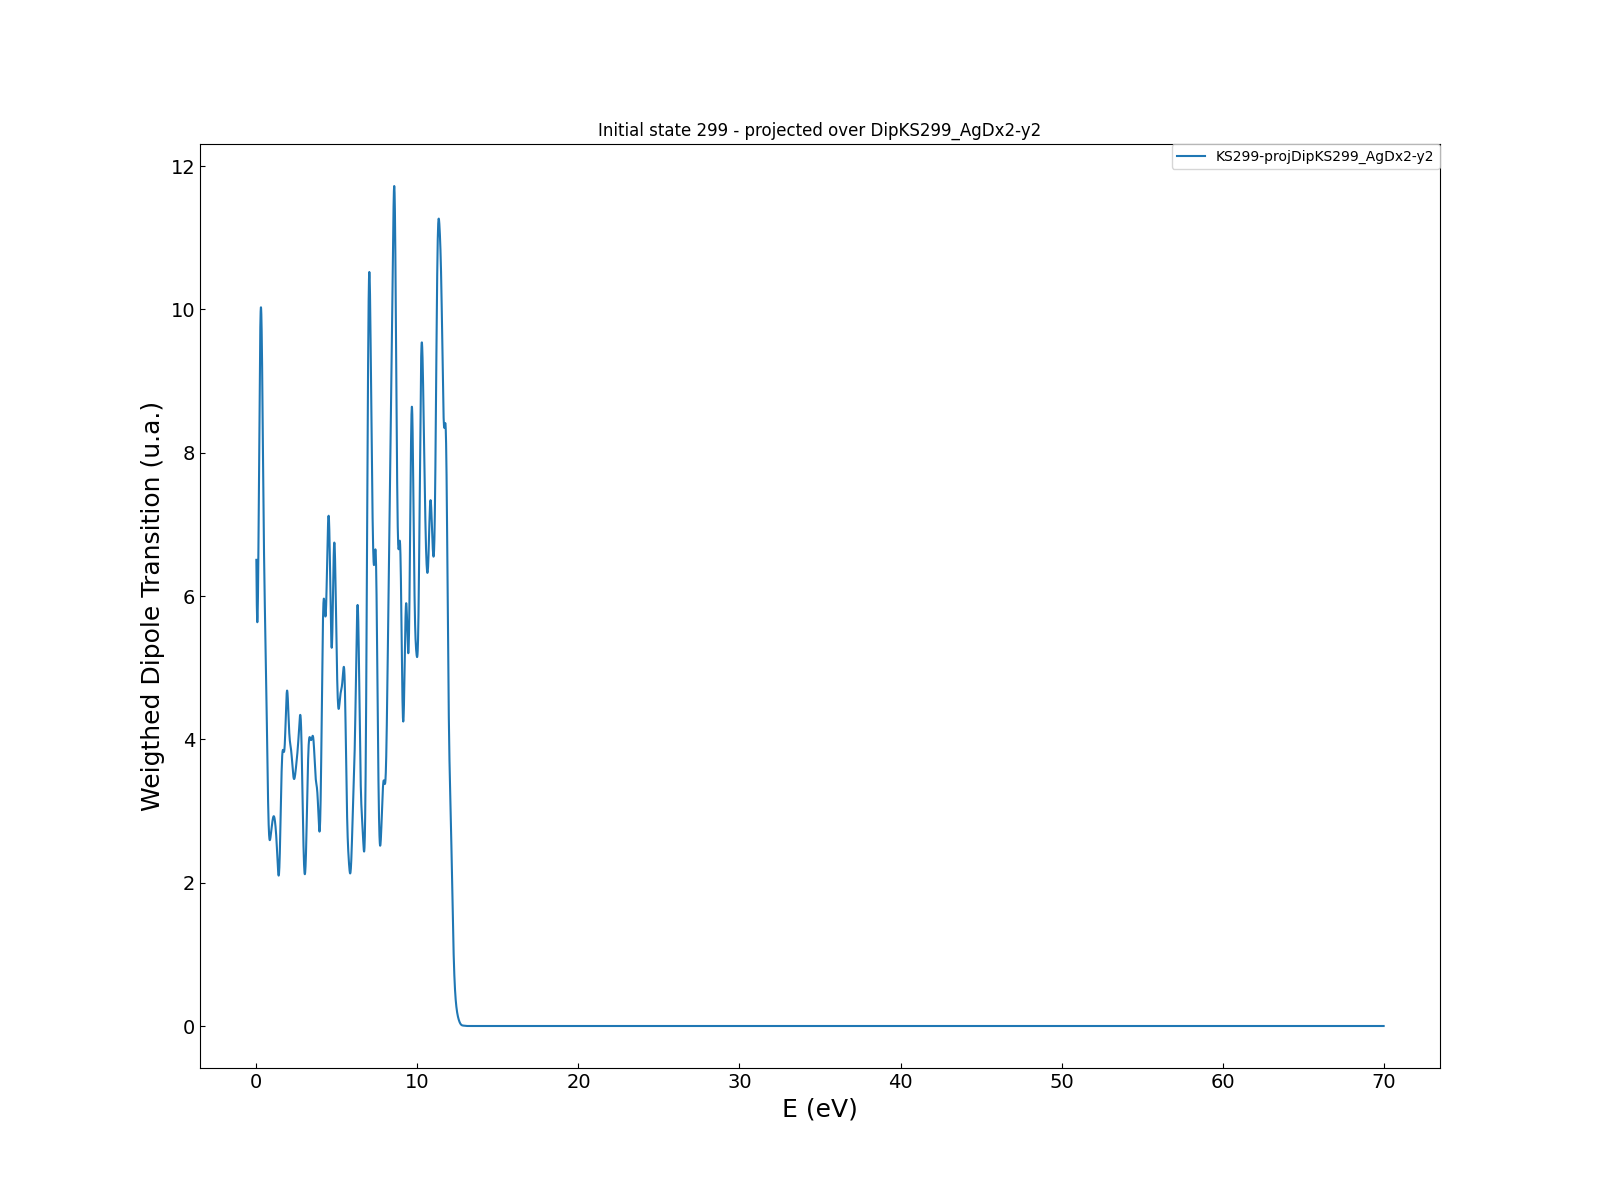 Initial state 299 - projected over DipKS299_AgDx2-y2
KS299-projDipKS299_AgDx2-y2
12
10
8
6
4
2
0
Weigthed Dipole Transition (u.a.)
0 10 20 30 40 50 60 70
E (eV)